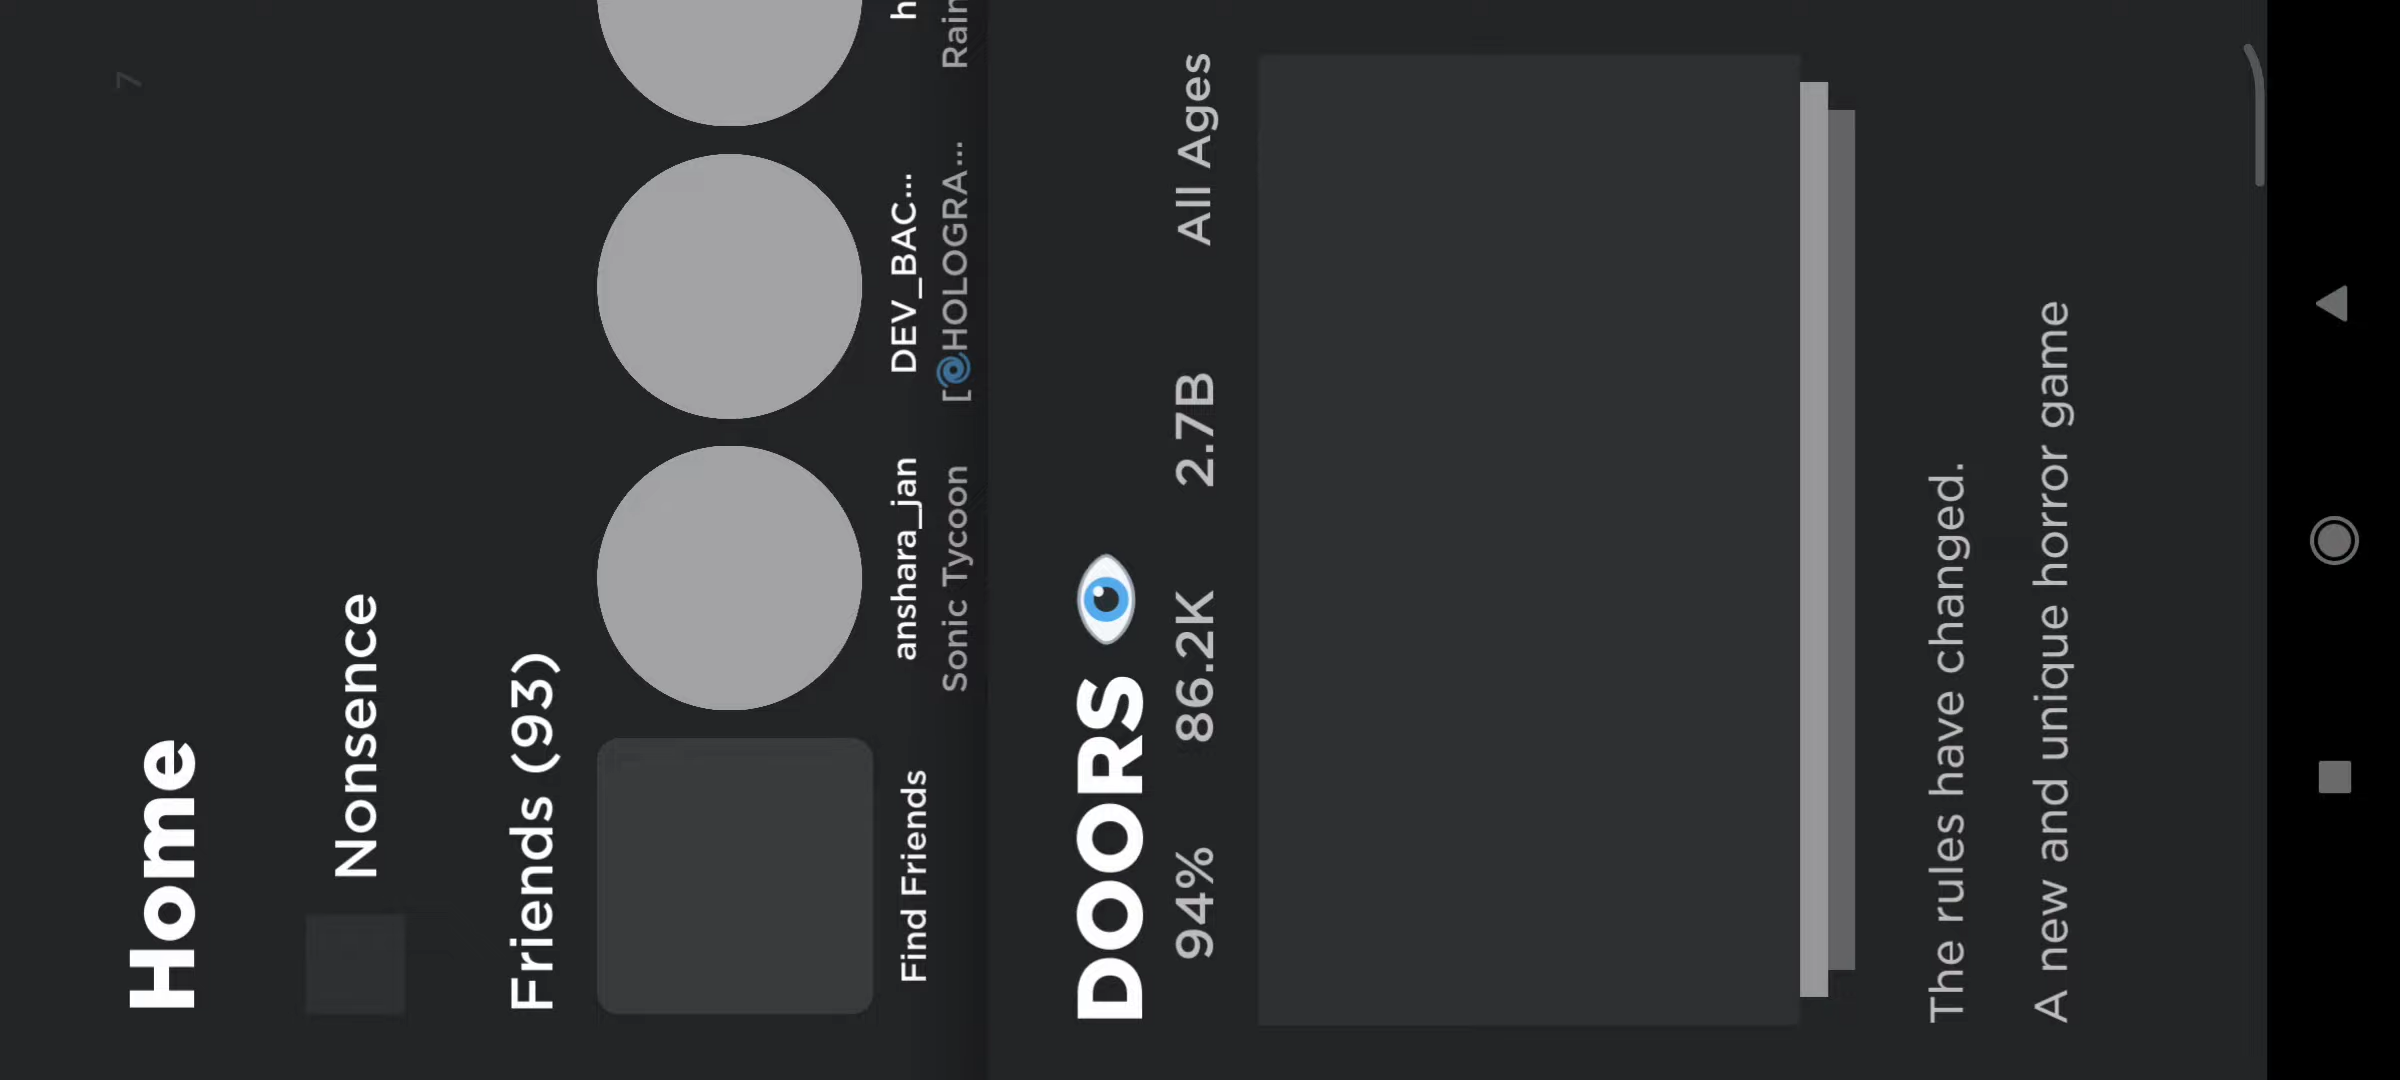 7
Home
Nonsence
Friends (93)
Find Friends
anshara_jan
Sonic Tycoon
DEV_BAC...
[🌀HOLOGRA...
h
Rain
DOORS 👁
94% 86.2K 2.7B All Ages
The rules have changed.
A new and unique horror game